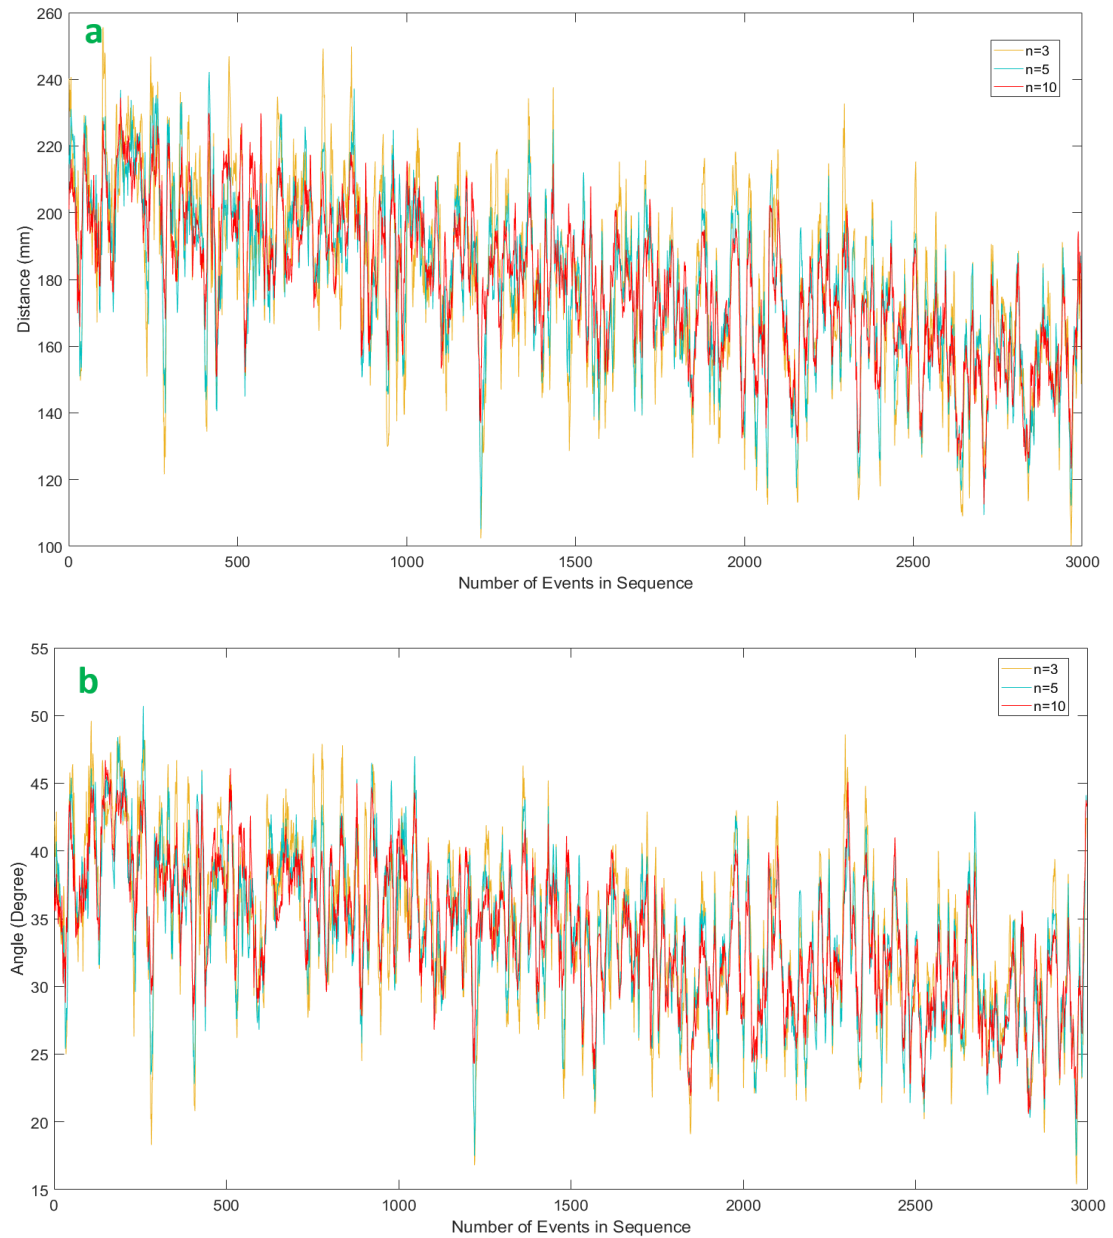 a
260
240
220
200
180
160
140
120
100
Distance (mm)
n=3
n=5
n=10
0 500 1000 1500 2000 2500 3000
Number of Events in Sequence
b
55
50
45
40
35
30
25
20
15
Angle (Degree)
n=3
n=5
n=10
0 500 1000 1500 2000 2500 3000
Number of Events in Sequence